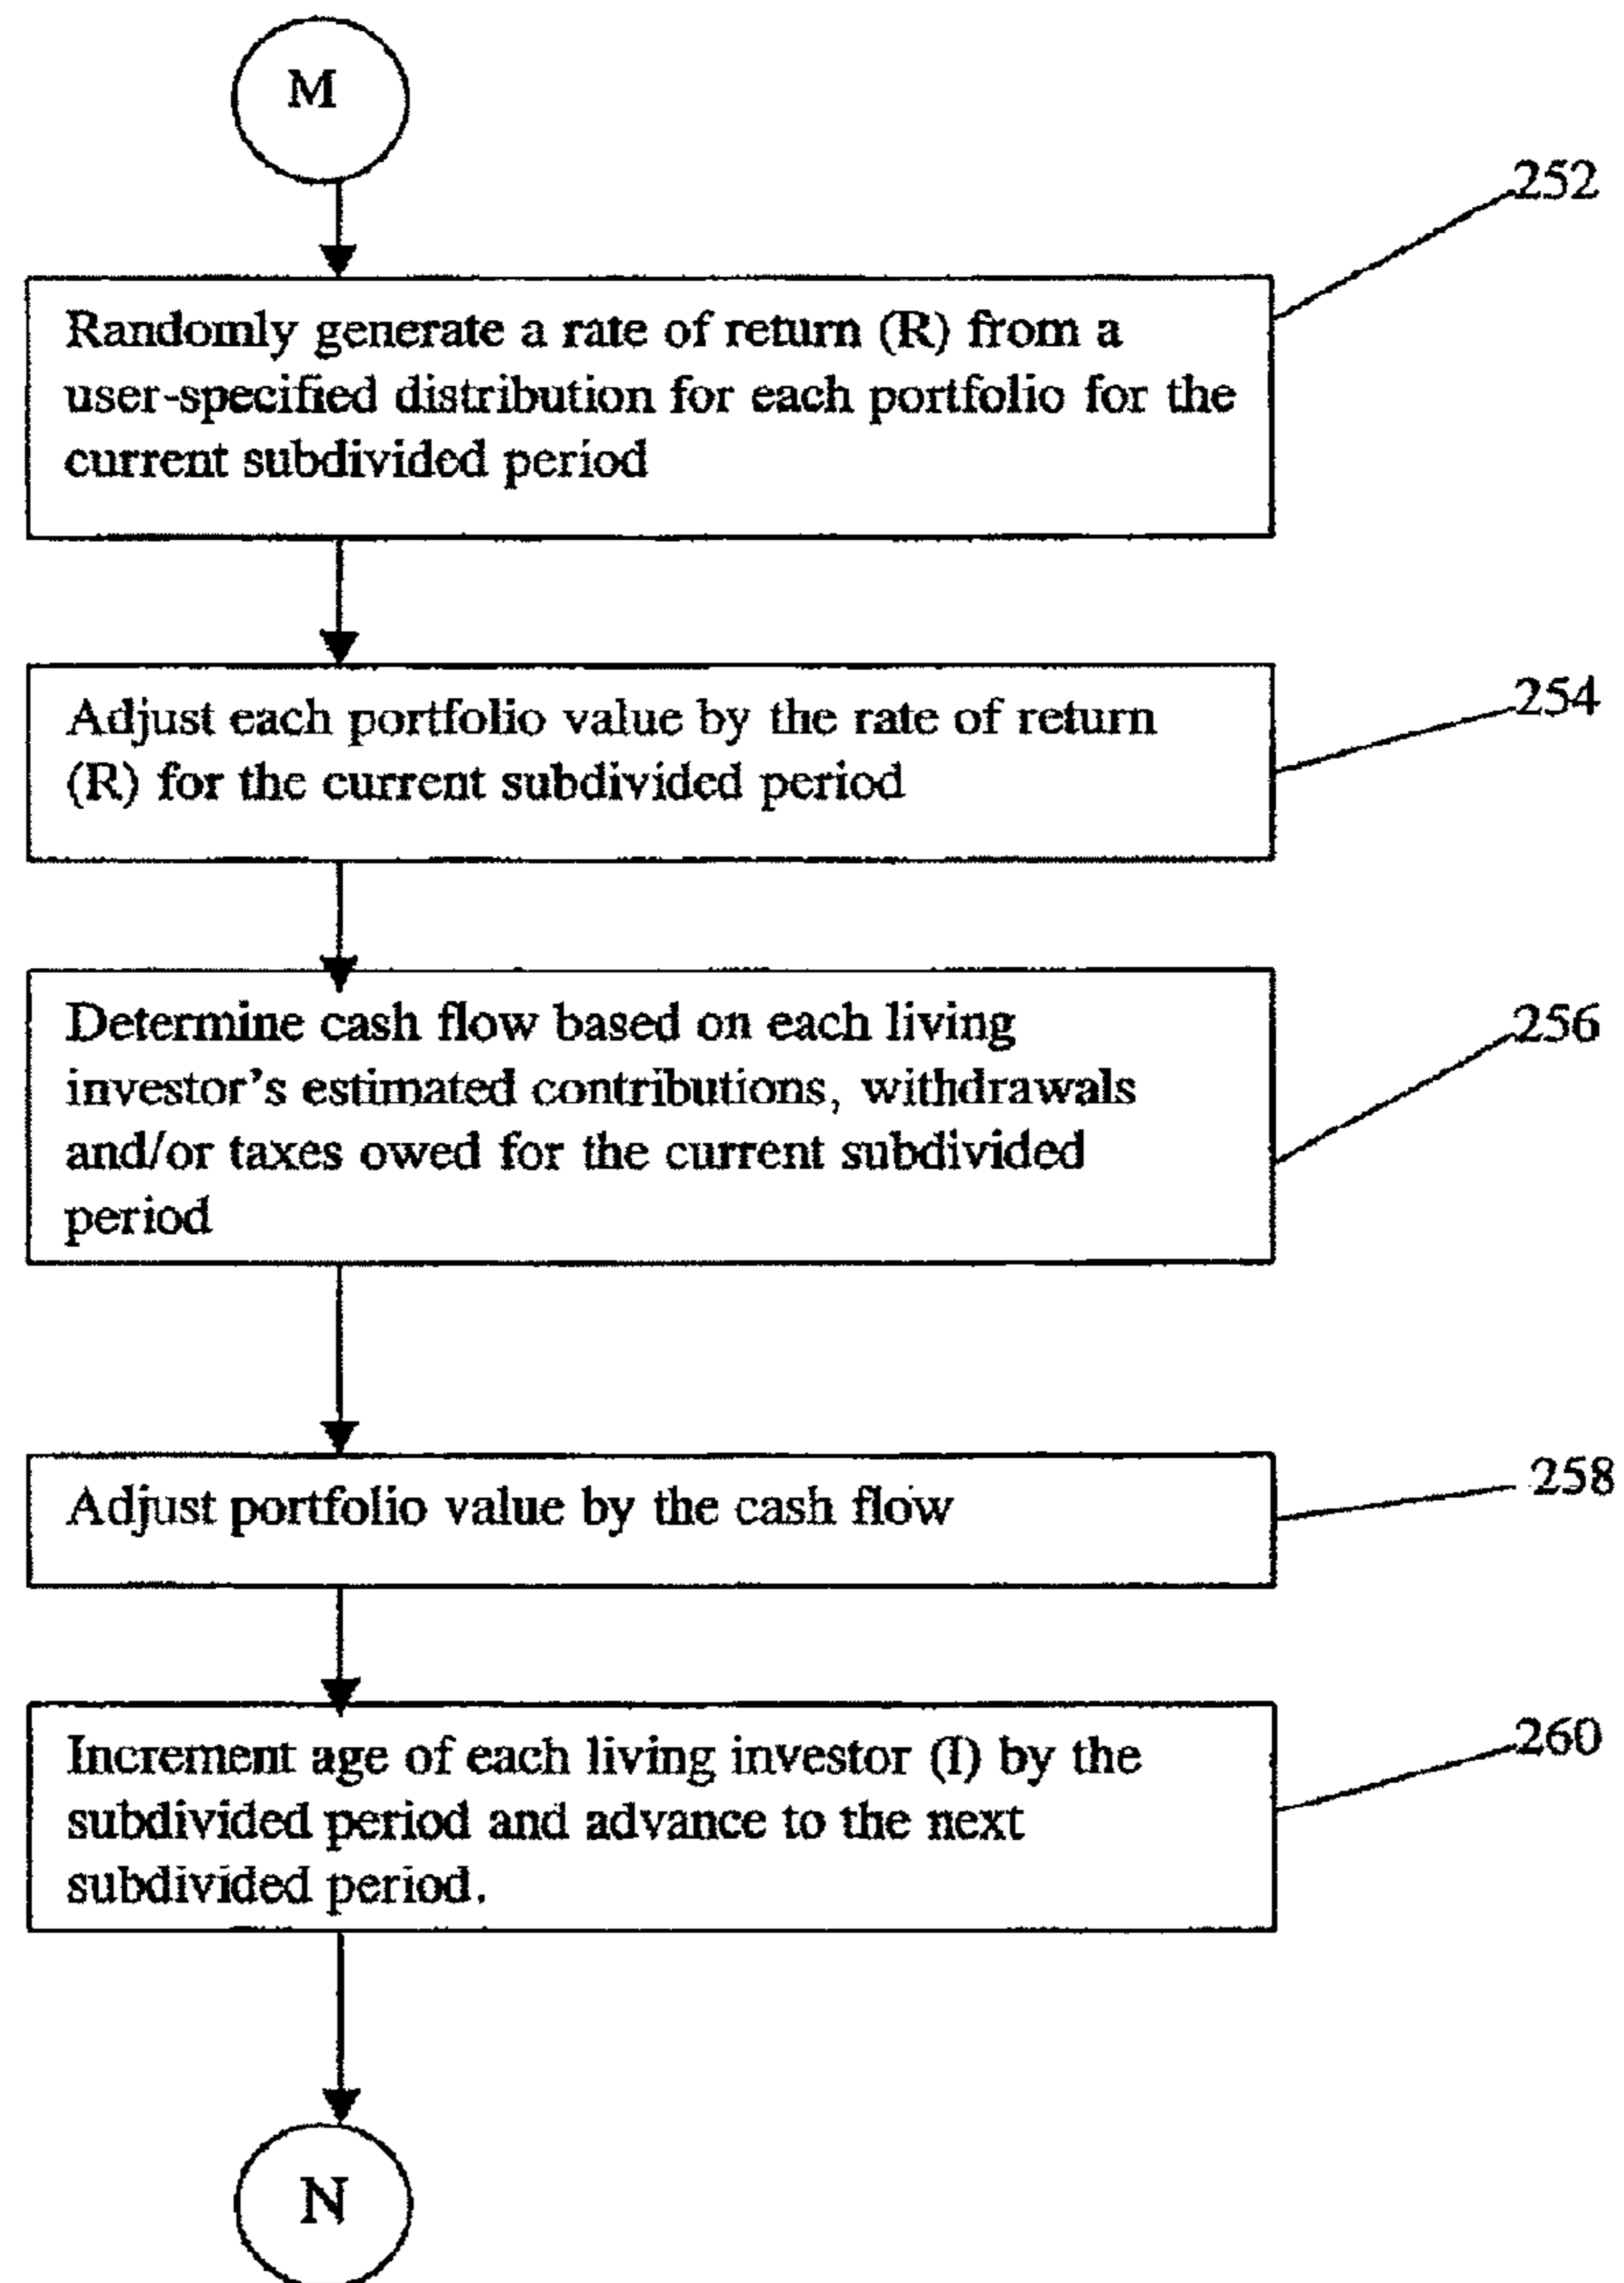 M
252
Randomly generate a rate of return (R) from a
user-specified distribution for each portfolio for the
current subdivided period
254
Adjust each portfolio value by the rate of return
(R) for the current subdivided period
256
Determine cash flow based on each living
investor's estimated contributions, withdrawals
and/or taxes owed for the current subdivided
period
258
Adjust portfolio value by the cash flow
260
Increment age of each living investor (I) by the
subdivided period and advance to the next
subdivided period.
N